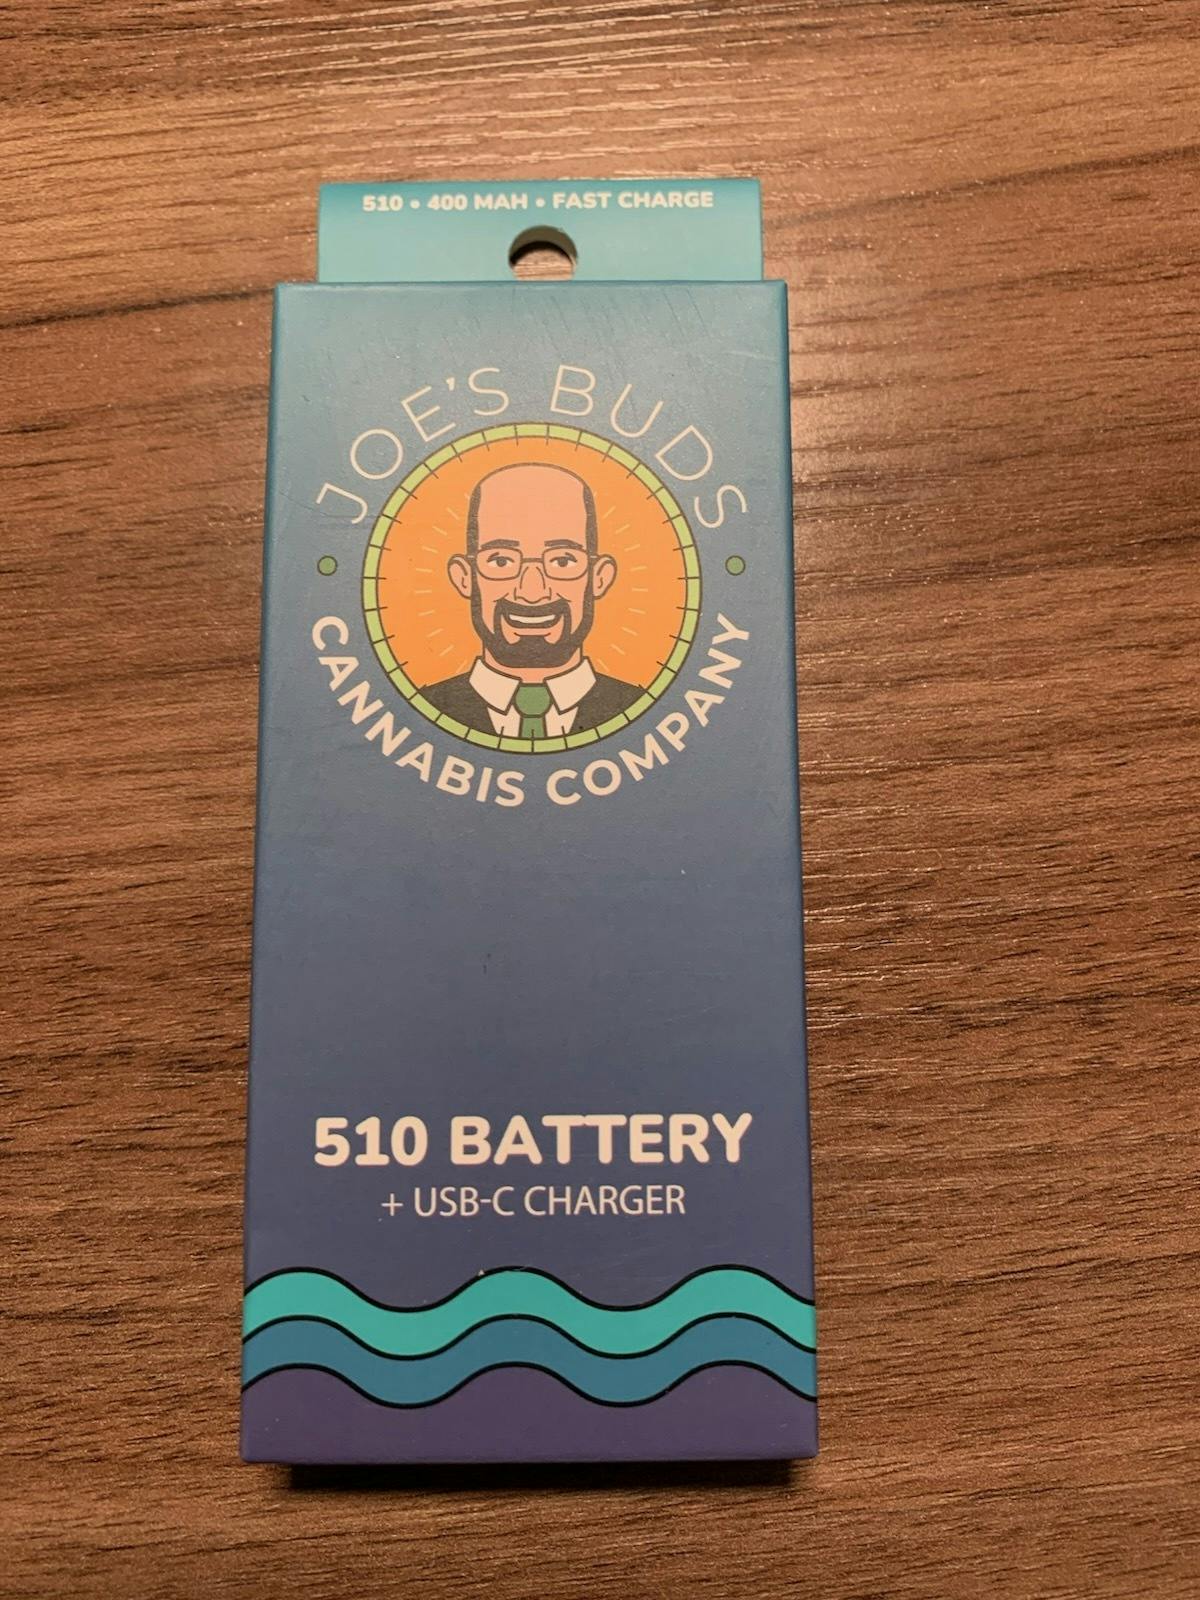 510 • 400 MAH • FAST CHARGE
JOE'S BUDS
CANNABIS COMPANY
510 BATTERY
+ USB-C CHARGER